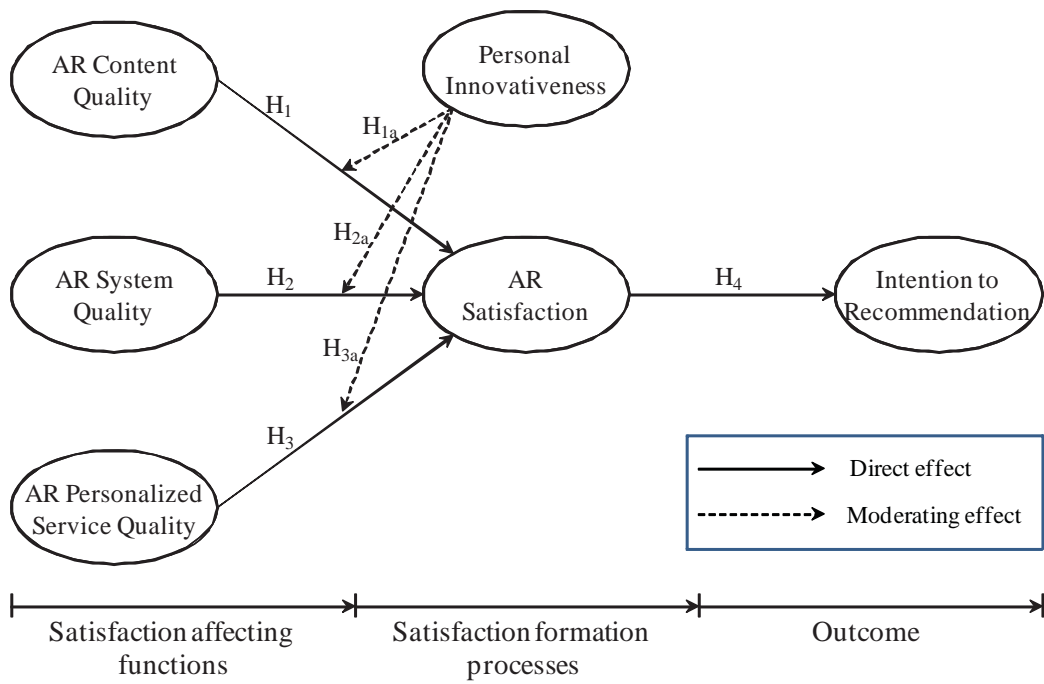 AR Content
Quality
Personal
Innovativeness
H1
H1a
H2a
AR System
Quality
H2
AR
Satisfaction
H4
Intention to
Recommendation
H3a
H3
AR Personalized
Service Quality
Direct effect
Moderating effect
Satisfaction affecting
functions
Satisfaction formation
processes
Outcome